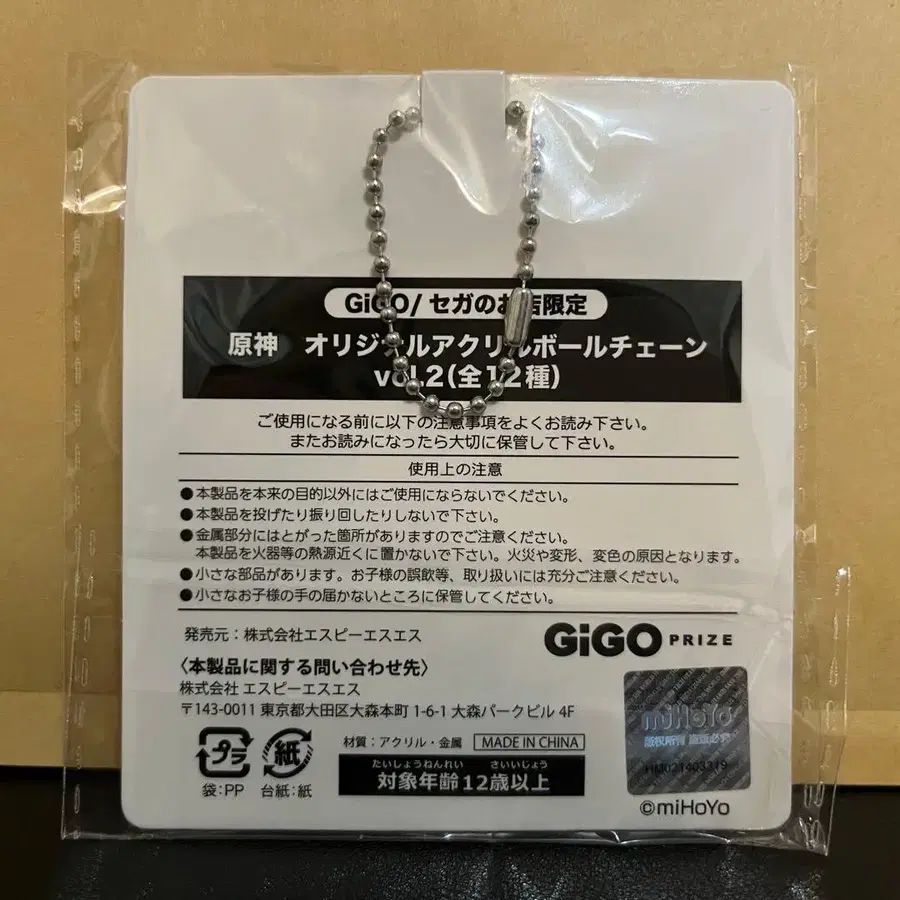 GiGO/セガのお店限定
原神 オリジナルアクリルボールチェーン
vol.2(全12種)
ご使用になる前に以下の注意事項をよくお読み下さい。
またお読みになったら大切に保管して下さい。
使用上の注意
●本製品を本来の目的以外にはご使用にならないでください。
●本製品を投げたり振り回したりしないで下さい。
●金属部分にはとがった箇所がありますのでご注意ください。
本製品を火器等の熱源近くに置かないで下さい。火災や変形、変色の原因となります。
●小さな部品があります。お子様の誤飲等、取り扱いには充分ご注意ください。
●小さなお子様の手の届かないところに保管してください。
発売元:株式会社エスピーエスエス
GiGO PRIZE
〈本製品に関する問い合わせ先〉
株式会社 エスピーエスエス
〒143-0011 東京都大田区大森本町 1-6-1 大森パークビル 4F
プラ
紙
袋:PP
台紙:紙
材質:アクリル・金属
MADE IN CHINA
たいしょうねんれい さいいじょう
対象年齢12歳以上
miHoYo
版权所有 盗版必究
HM021403319
©miHoYo